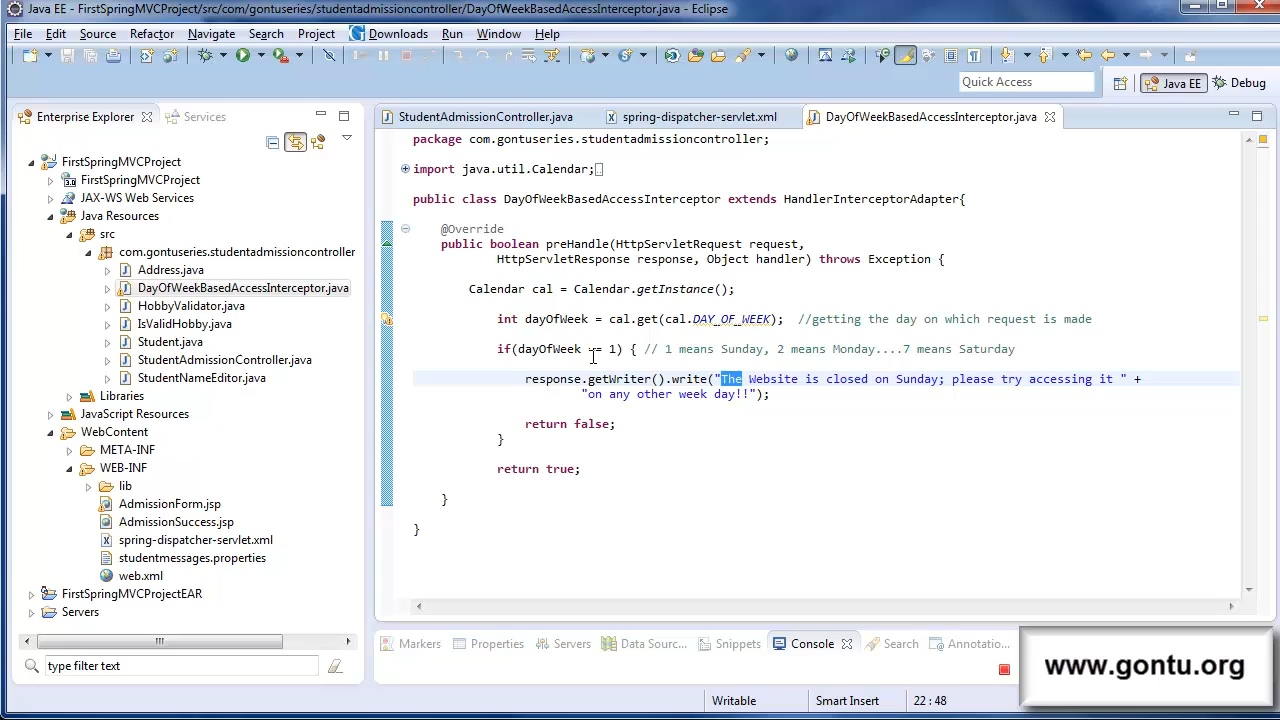 Java EE - FirstSpringMVCProject/src/com/gontuseries/studentadmissioncontroller/DayOfWeekBasedAccessInterceptor.java - Eclipse
File Edit Source Refactor Navigate Search Project Downloads Run Window Help
Quick Access Java EE Debug
Enterprise Explorer Services
FirstSpringMVCProject
FirstSpringMVCProject
JAX-WS Web Services
Java Resources
src
com.gontuseries.studentadmissioncontroller
Address.java
DayOfWeekBasedAccessInterceptor.java
HobbyValidator.java
IsValidHobby.java
Student.java
StudentAdmissionController.java
StudentNameEditor.java
Libraries
JavaScript Resources
WebContent
META-INF
WEB-INF
lib
AdmissionForm.jsp
AdmissionSuccess.jsp
spring-dispatcher-servlet.xml
studentmessages.properties
web.xml
FirstSpringMVCProjectEAR
Servers
type filter text
StudentAdmissionController.java spring-dispatcher-servlet.xml DayOfWeekBasedAccessInterceptor.java
package com.gontuseries.studentadmissioncontroller;
import java.util.Calendar;
public class DayOfWeekBasedAccessInterceptor extends HandlerInterceptorAdapter{
@Override
public boolean preHandle(HttpServletRequest request,
HttpServletResponse response, Object handler) throws Exception {
Calendar cal = Calendar.getInstance();
int dayOfWeek = cal.get(cal.DAY_OF_WEEK); //getting the day on which request is made
if(dayOfWeek == 1) { // 1 means Sunday, 2 means Monday....7 means Saturday
response.getWriter().write("The Website is closed on Sunday; please try accessing it " +
"on any other week day!!");
return false;
}
return true;
}
}
Markers Properties Servers Data Sourc... Snippets Console Search Annotatio...
www.gontu.org
Writable Smart Insert 22 : 48